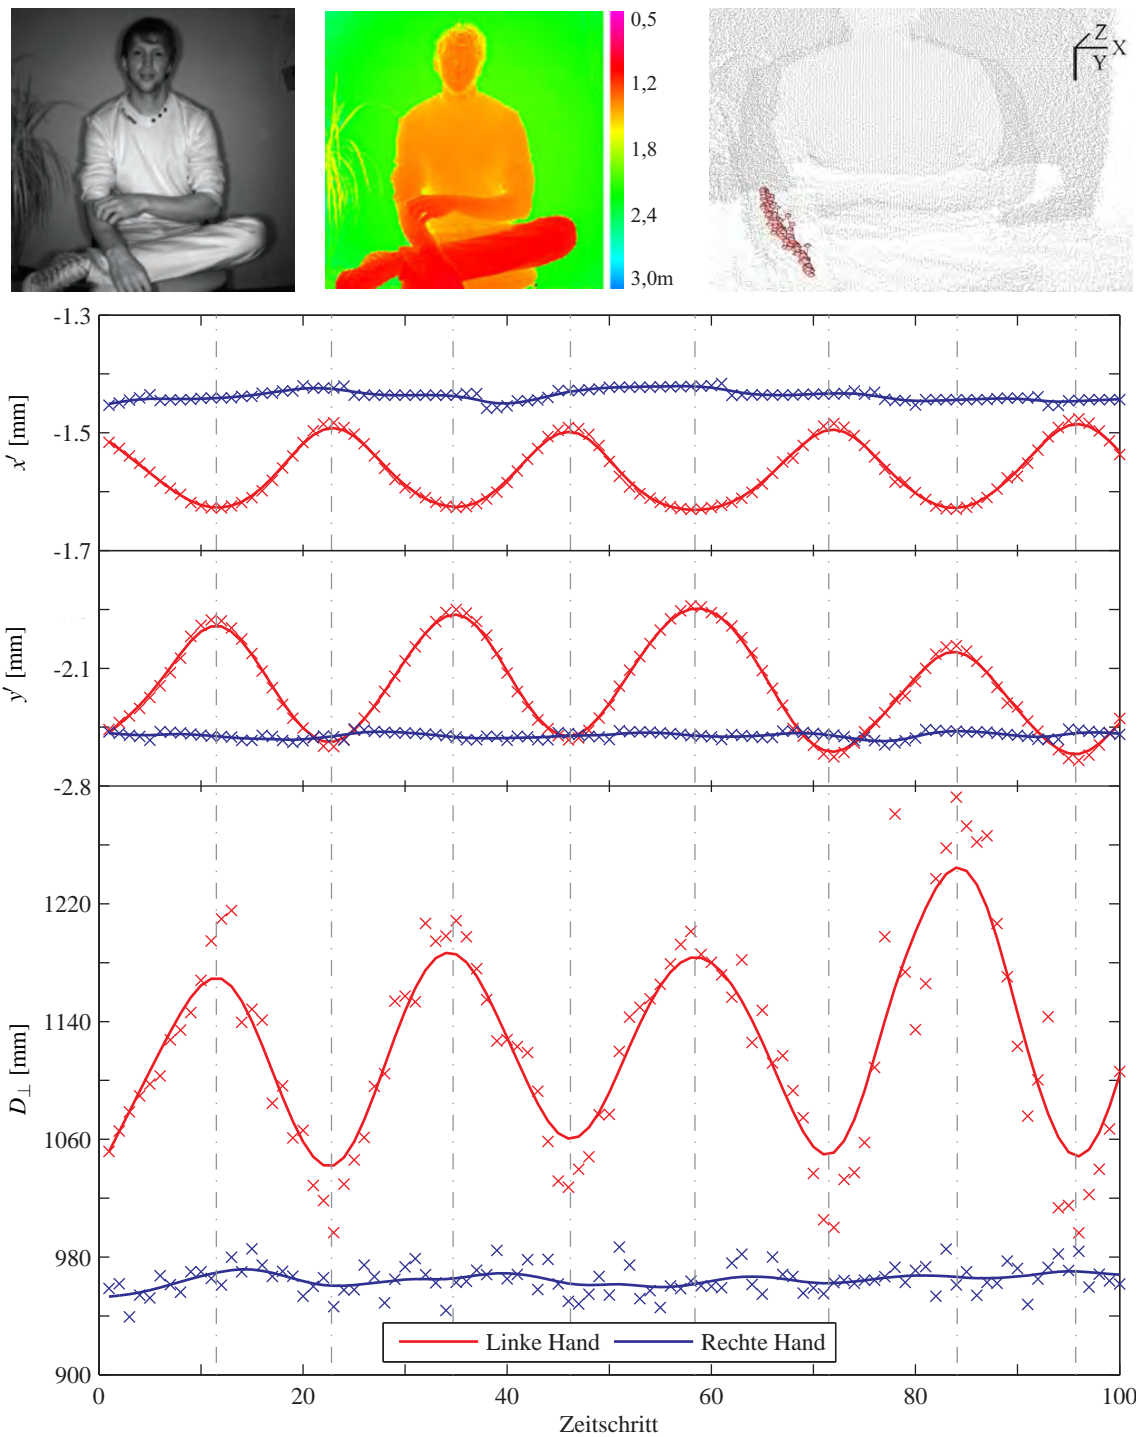 0,5
1,2
1,8
2,4
3,0m
Z
X
Y
-1.3
-1.5
-1.7
x′ [mm]
-2.1
-2.8
y′ [mm]
1220
1140
1060
980
900
D⊥ [mm]
Linke Hand
Rechte Hand
0 20 40 60 80 100
Zeitschritt